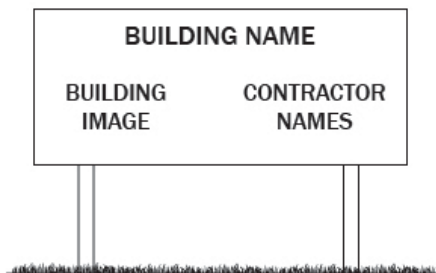 BUILDING NAME
BUILDING
IMAGE
CONTRACTOR
NAMES